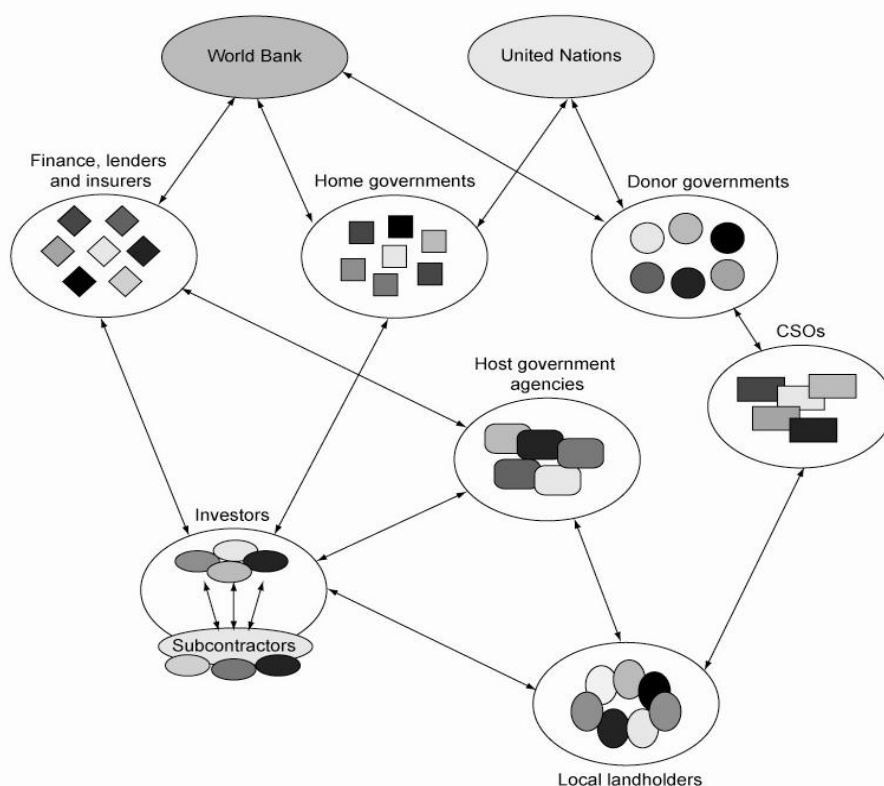 World Bank
United Nations
Finance, lenders
and insurers
Home governments
Donor governments
CSOs
Host government
agencies
Investors
Subcontractors
Local landholders